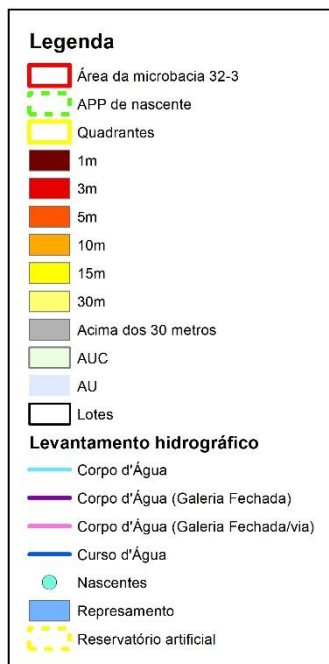 Legenda
Área da microbacia 32-3
APP de nascente
Quadrantes
1m
3m
5m
10m
15m
30m
Acima dos 30 metros
AUC
AU
Lotes
Levantamento hidrográfico
Corpo d'Água
Corpo d'Água (Galeria Fechada)
Corpo d'Água (Galeria Fechada/via)
Curso d'Água
Nascentes
Represamento
Reservatório artificial